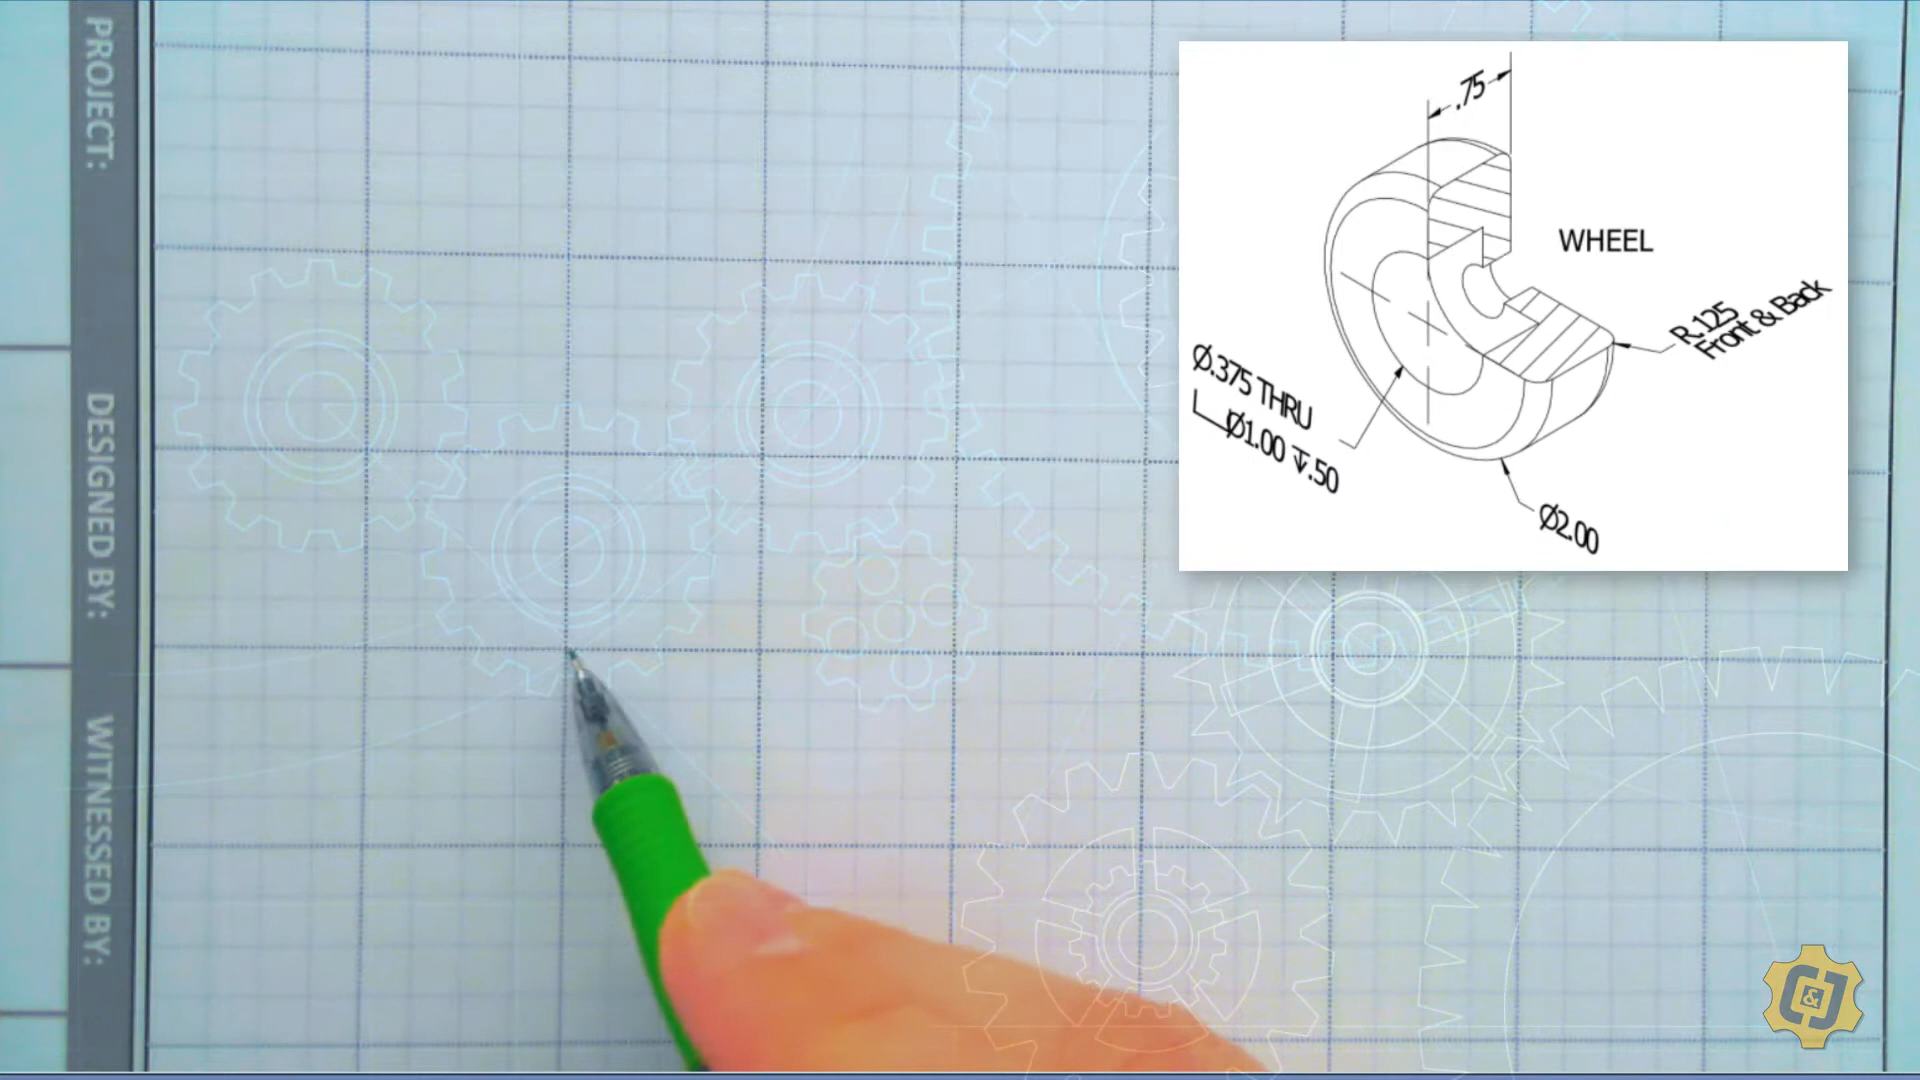 PROJECT:
DESIGNED BY:
WITNESSED BY:
.75
WHEEL
R.125
Front & Back
Ø.375 THRU
⌴Ø1.00 ↧.50
Ø2.00
C&J